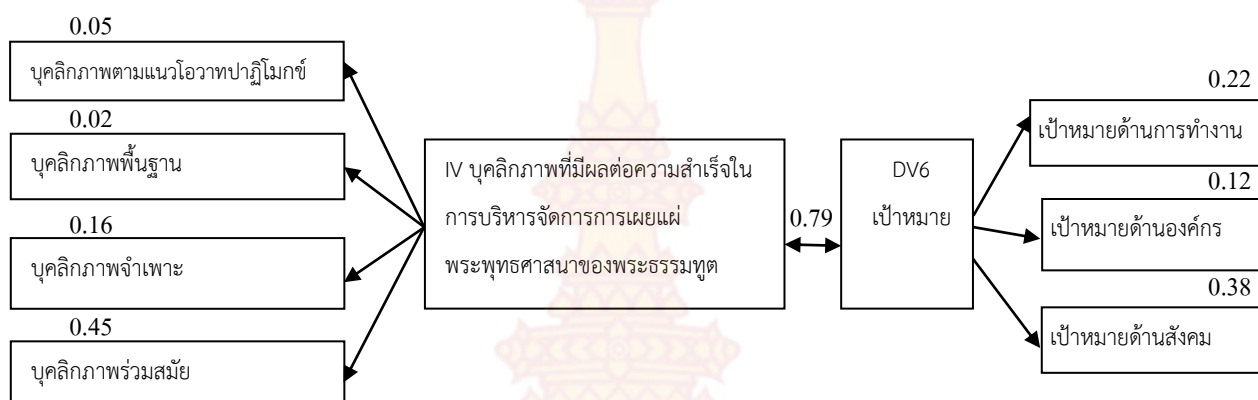 0.05
บุคลิกภาพตามแนวโอวาทปาฏิโมกข์
0.02
บุคลิกภาพพื้นฐาน
0.16
บุคลิกภาพจำเพาะ
0.45
บุคลิกภาพร่วมสมัย
IV บุคลิกภาพที่มีผลต่อความสำเร็จใน
การบริหารจัดการการเผยแผ่
พระพุทธศาสนาของพระธรรมทูต
0.79
DV6
เป้าหมาย
0.22
เป้าหมายด้านการทำงาน
0.12
เป้าหมายด้านองค์กร
0.38
เป้าหมายด้านสังคม